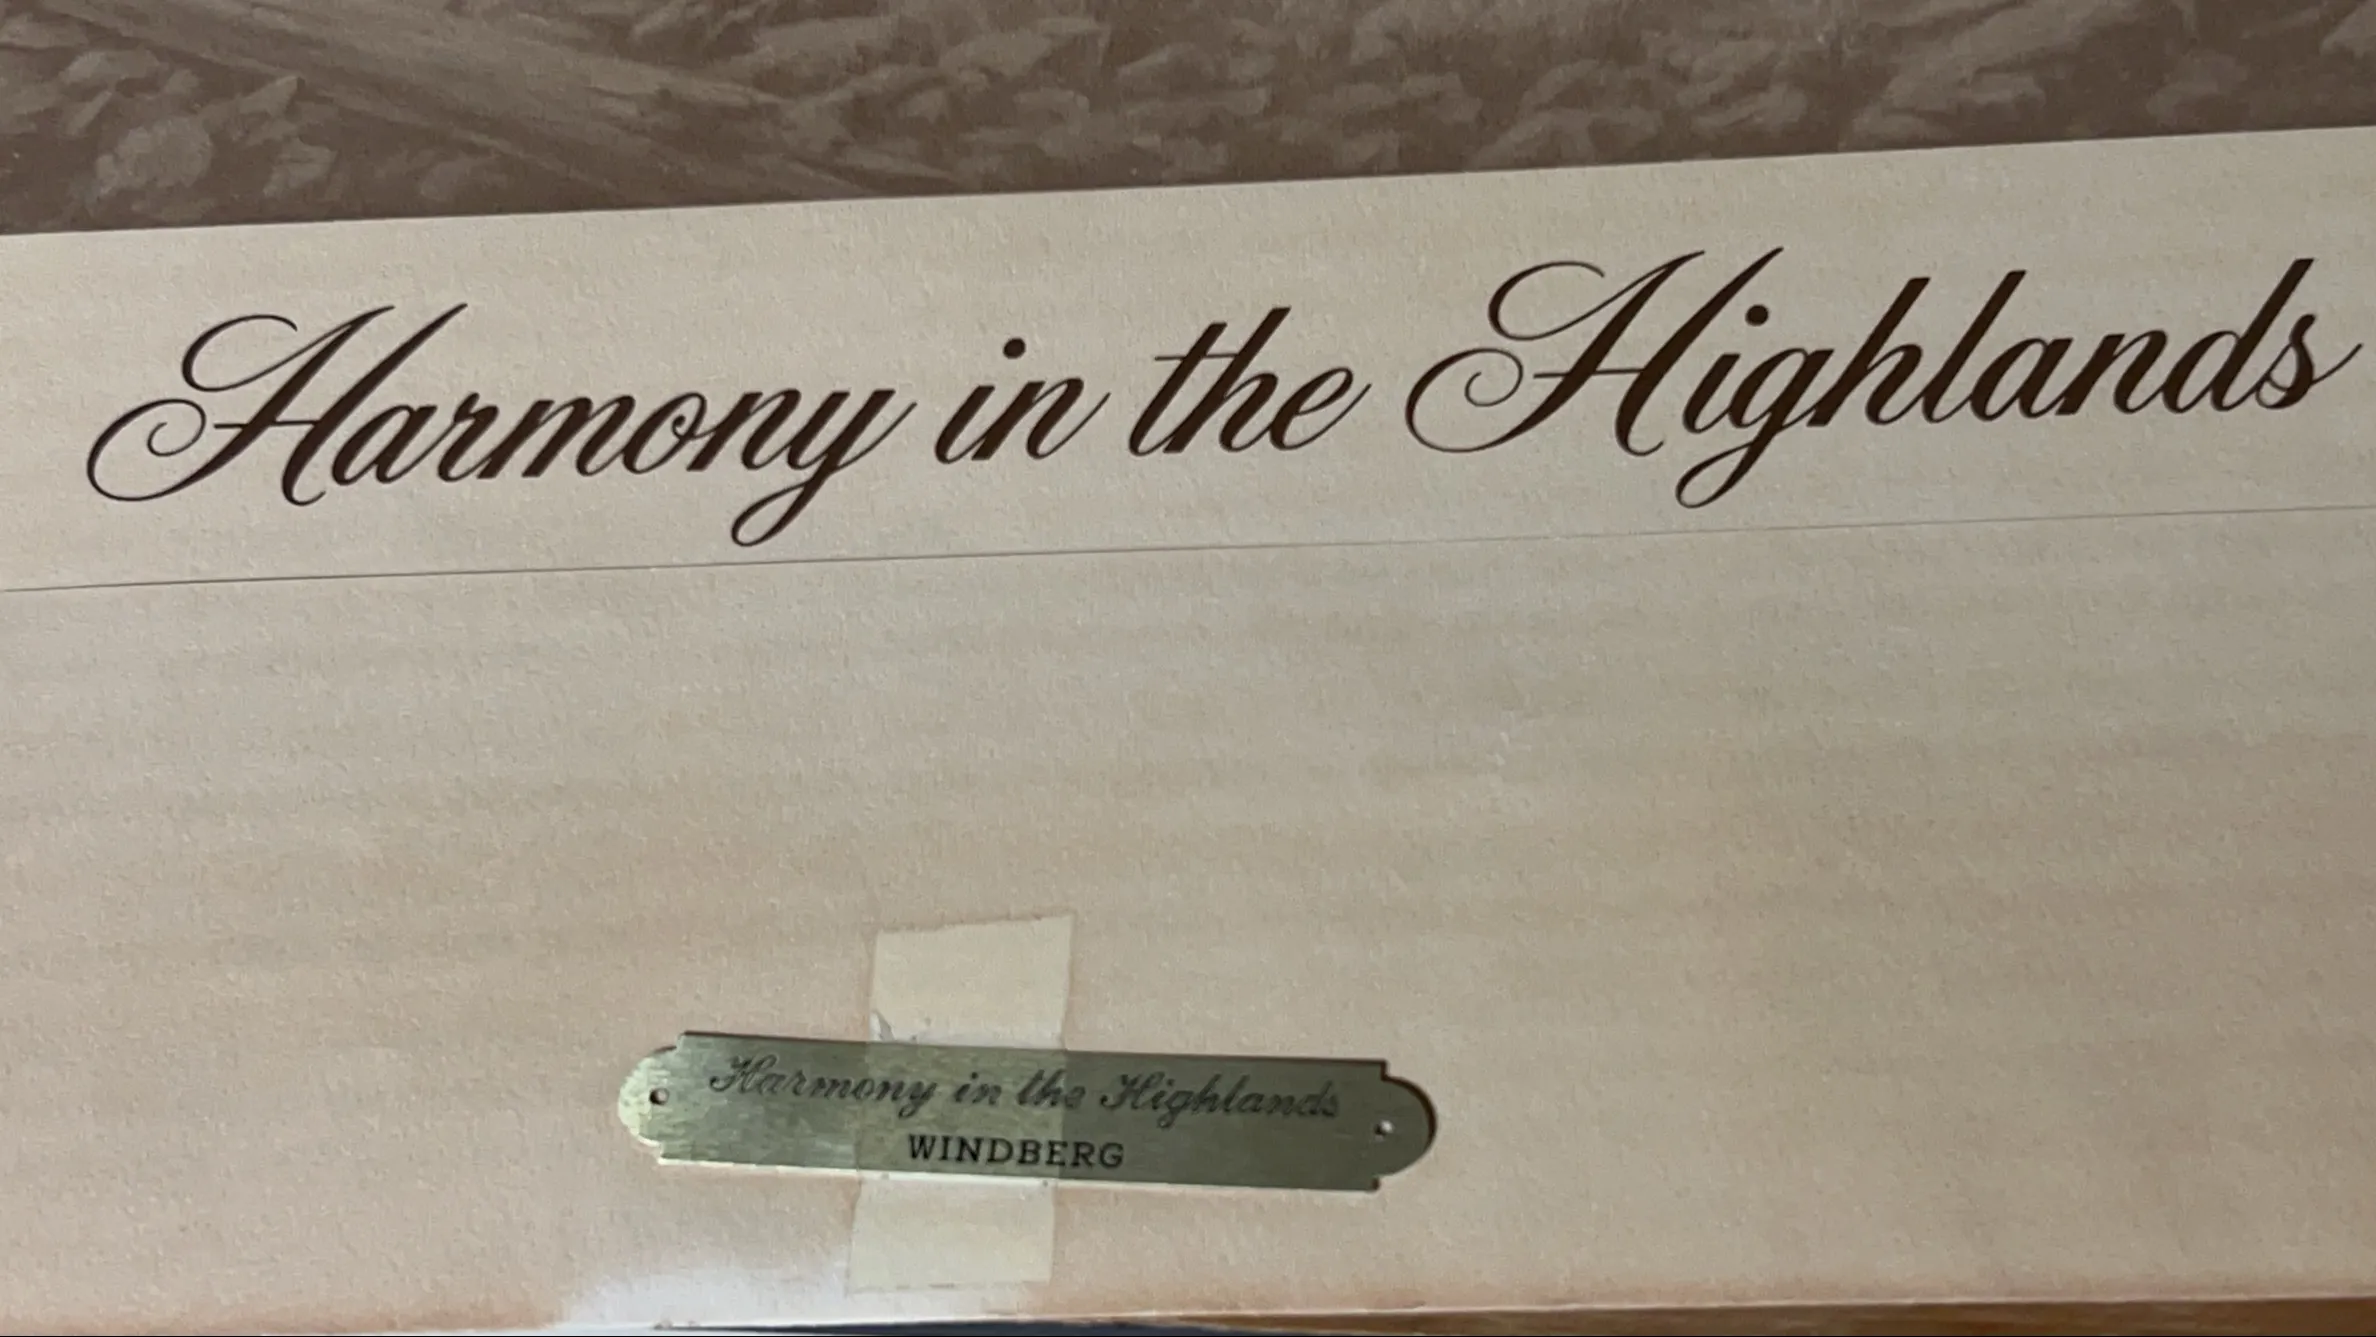 Harmony in the Highlands
Harmony in the Highlands
WINDBERG